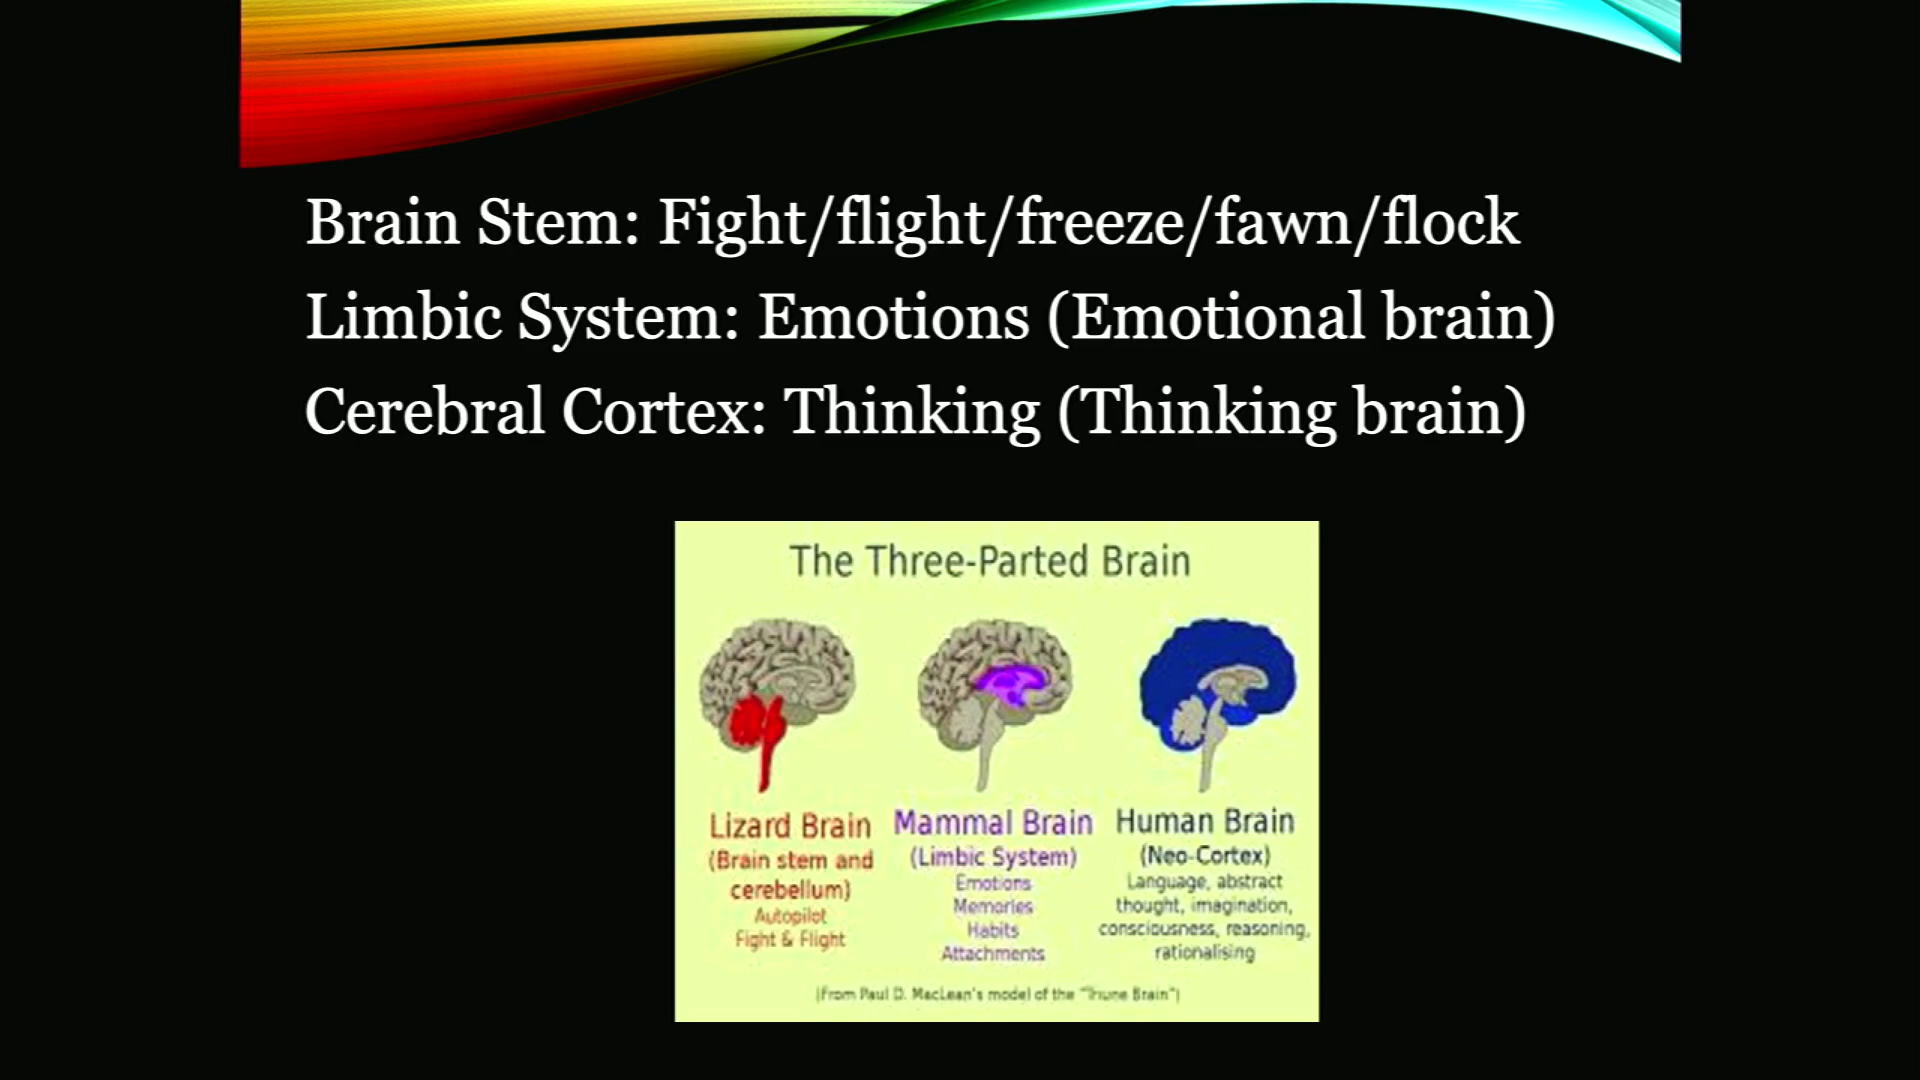 Brain Stem: Fight/flight/freeze/fawn/flock
Limbic System: Emotions (Emotional brain)
Cerebral Cortex: Thinking (Thinking brain)
The Three-Parted Brain
Lizard Brain
(Brain stem and
cerebellum)
Autopilot
Fight & Flight
Mammal Brain
(Limbic System)
Emotions
Memories
Habits
Attachments
Human Brain
(Neo-Cortex)
Language, abstract
thought, imagination,
consciousness, reasoning,
rationalising
(From Paul D. MacLean's model of the "Triune Brain")